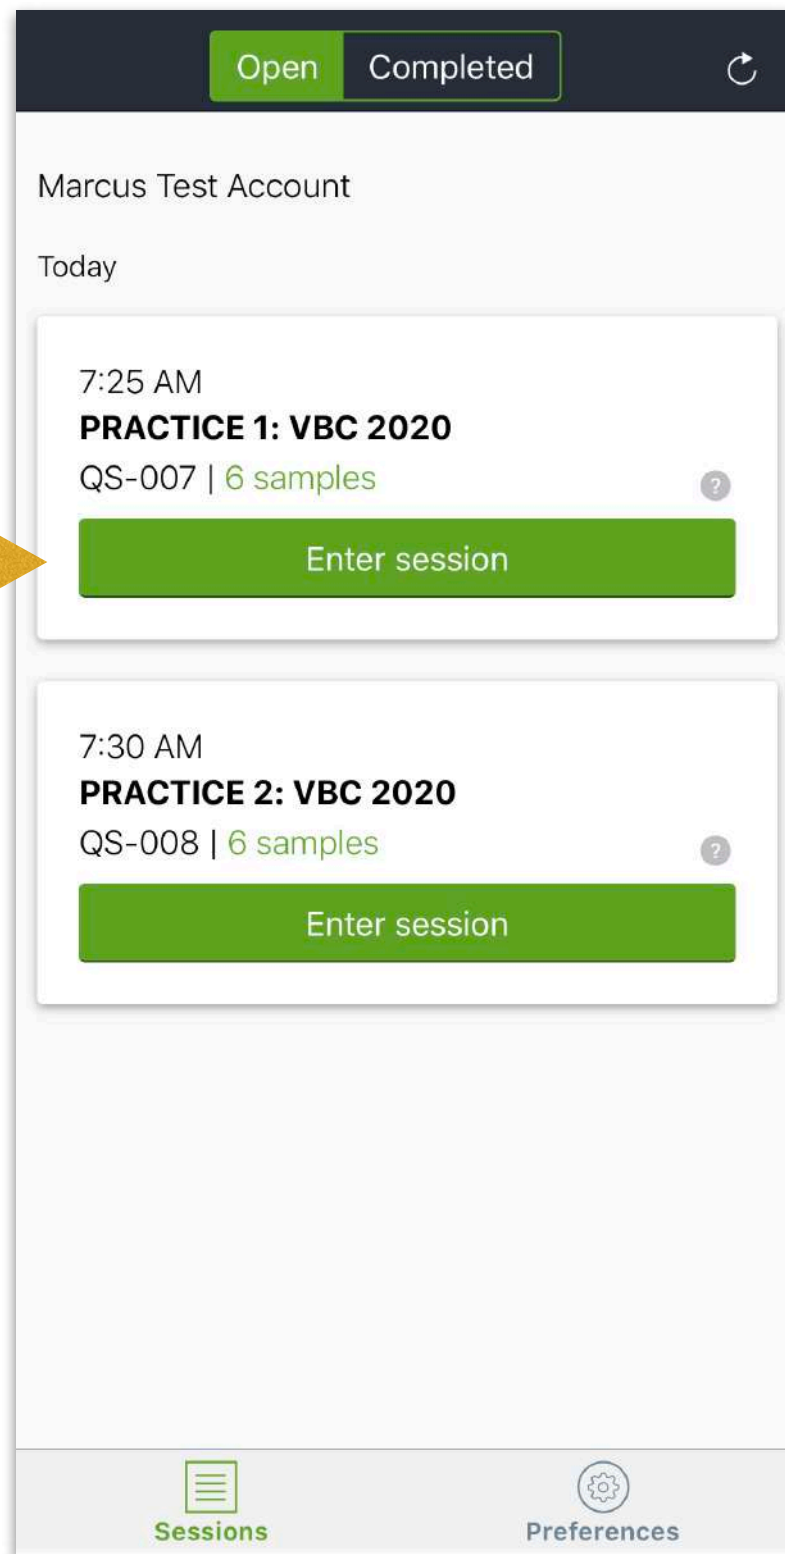 Open Completed
Marcus Test Account
Today
7:25 AM
PRACTICE 1: VBC 2020
QS-007 | 6 samples
?
Enter session
7:30 AM
PRACTICE 2: VBC 2020
QS-008 | 6 samples
?
Enter session
Sessions Preferences